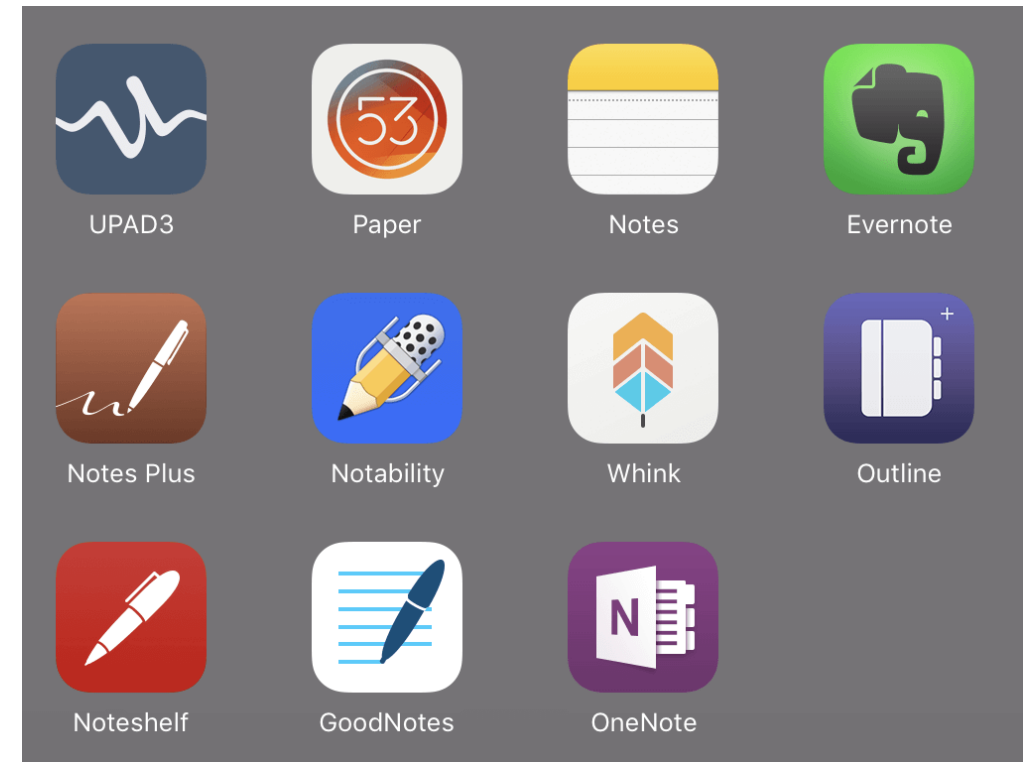 53
UPAD3 Paper Notes Evernote
Notes Plus Notability Whink Outline
N
Noteshelf GoodNotes OneNote